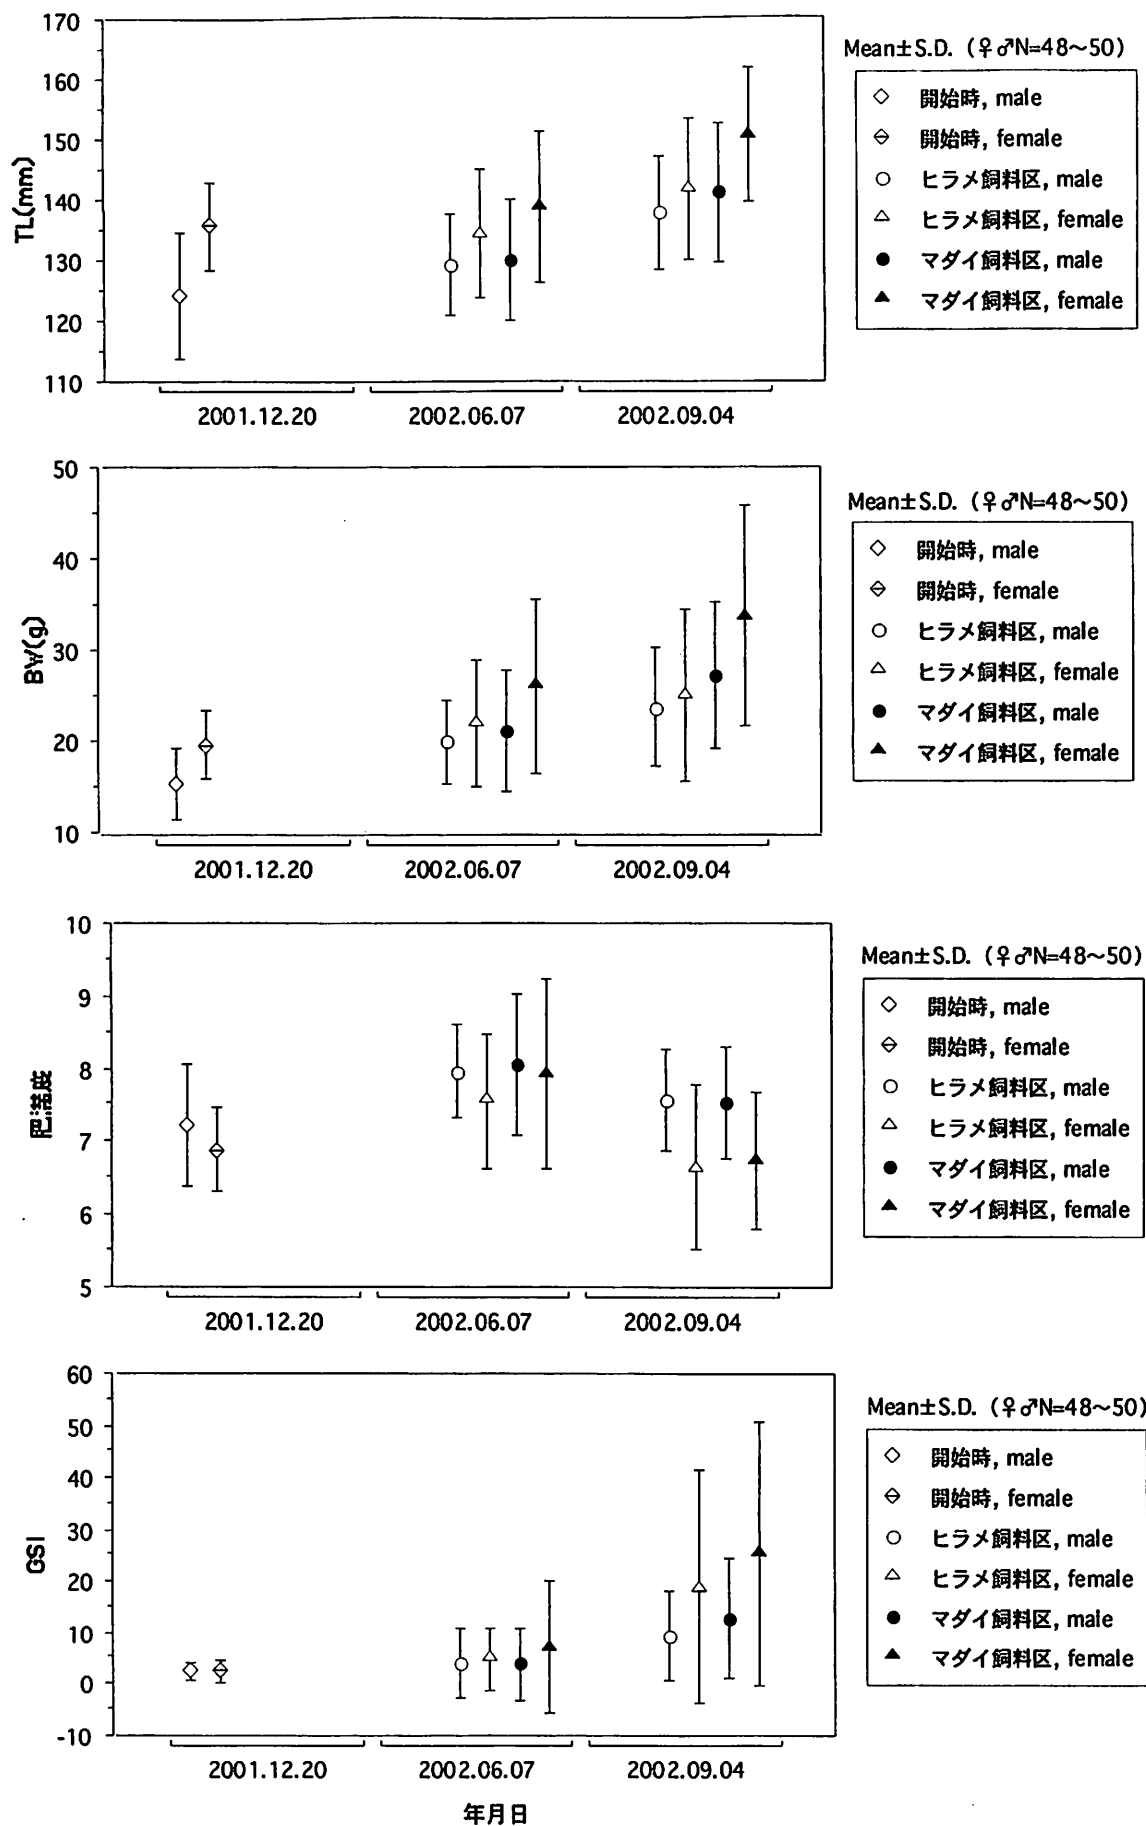 170
160
150
140
130
120
110
TL(mm)
2001.12.20
2002.06.07
2002.09.04
Mean±S.D. (♀♂N=48〜50)
開始時, male
開始時, female
ヒラメ飼料区, male
ヒラメ飼料区, female
マダイ飼料区, male
マダイ飼料区, female
50
40
30
20
10
BW(g)
2001.12.20
2002.06.07
2002.09.04
Mean±S.D. (♀♂N=48〜50)
開始時, male
開始時, female
ヒラメ飼料区, male
ヒラメ飼料区, female
マダイ飼料区, male
マダイ飼料区, female
10
9
8
7
6
5
肥満度
2001.12.20
2002.06.07
2002.09.04
Mean±S.D. (♀♂N=48〜50)
開始時, male
開始時, female
ヒラメ飼料区, male
ヒラメ飼料区, female
マダイ飼料区, male
マダイ飼料区, female
60
50
40
30
20
10
0
-10
GSI
2001.12.20
2002.06.07
2002.09.04
年月日
Mean±S.D. (♀♂N=48〜50)
開始時, male
開始時, female
ヒラメ飼料区, male
ヒラメ飼料区, female
マダイ飼料区, male
マダイ飼料区, female